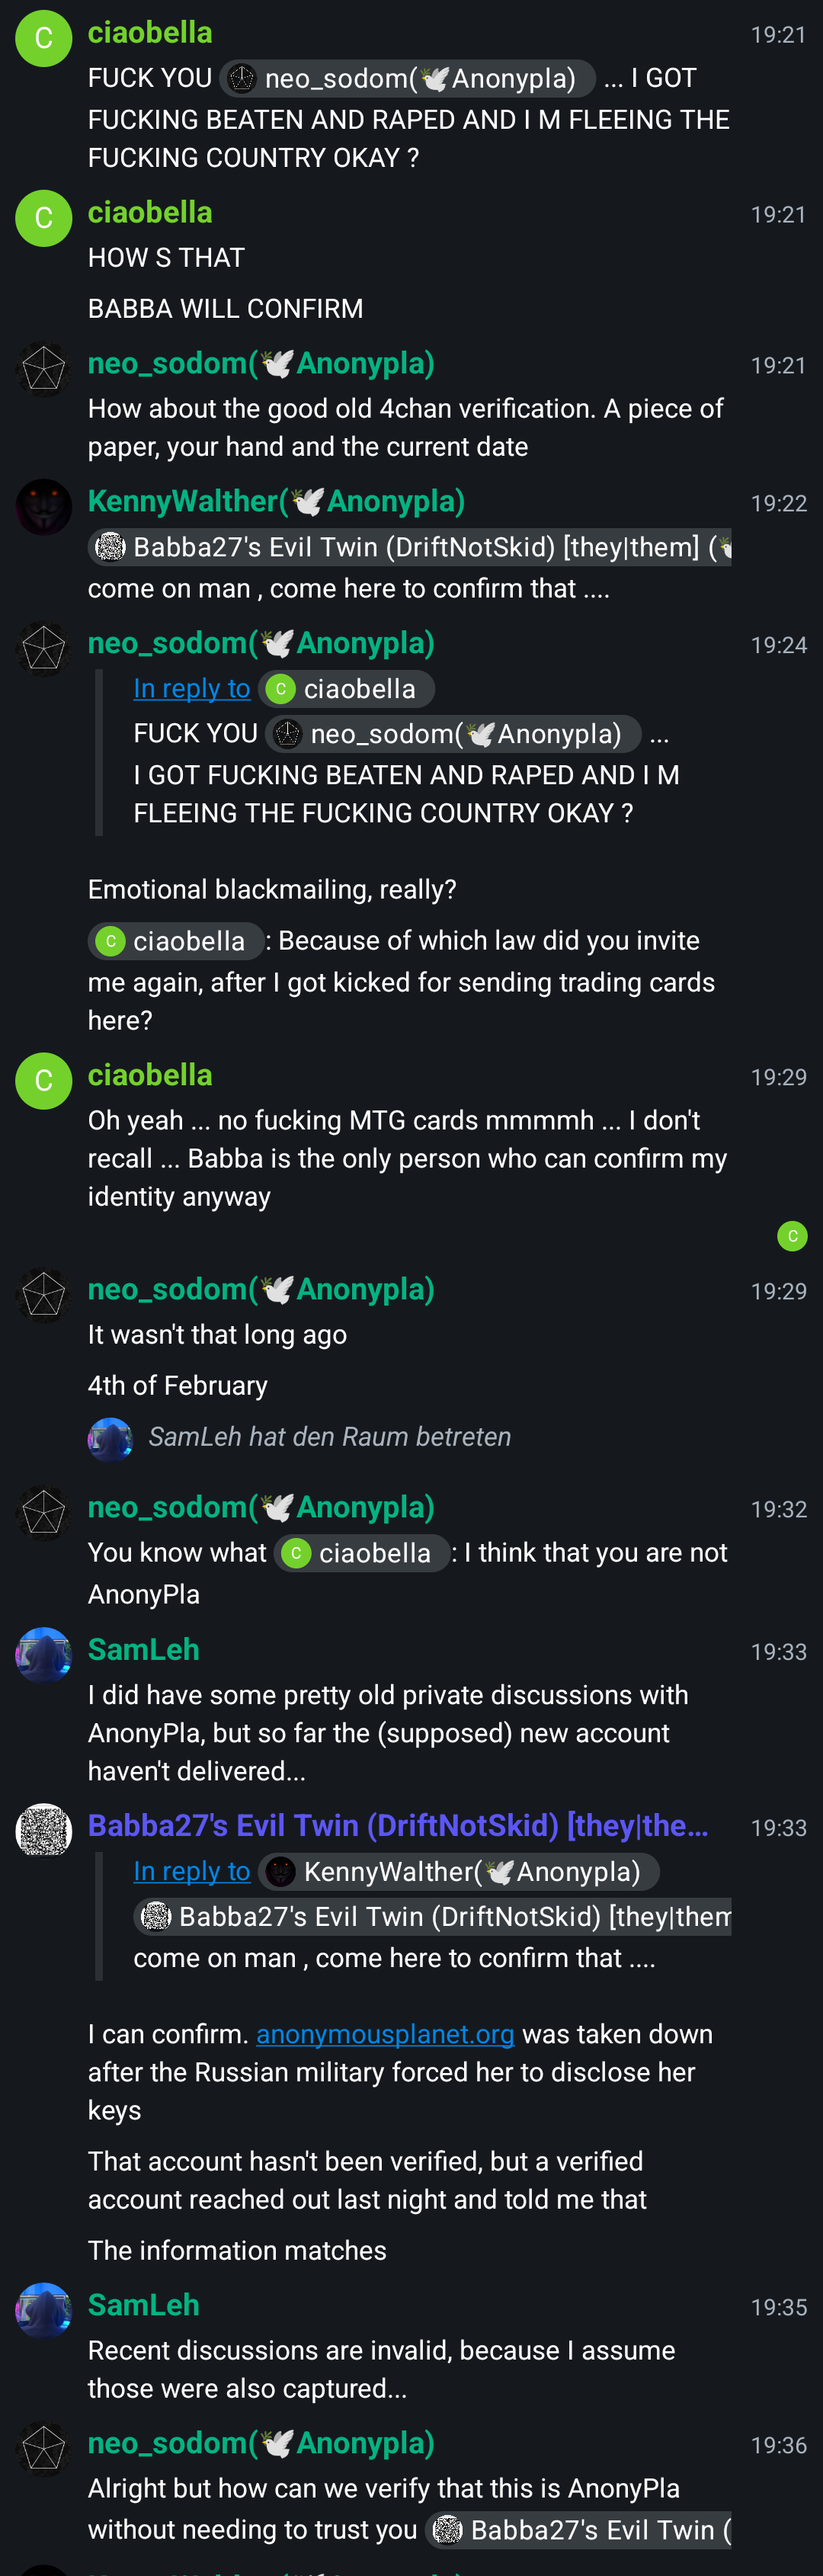 C ciaobella 19:21
FUCK YOU neo_sodom(🕊Anonypla) ... I GOT
FUCKING BEATEN AND RAPED AND I M FLEEING THE
FUCKING COUNTRY OKAY ?
C ciaobella 19:21
HOW S THAT
BABBA WILL CONFIRM
neo_sodom(🕊Anonypla) 19:21
How about the good old 4chan verification. A piece of
paper, your hand and the current date
KennyWalther(🕊Anonypla) 19:22
Babba27's Evil Twin (DriftNotSkid) [they|them] (🕊
come on man , come here to confirm that ....
neo_sodom(🕊Anonypla) 19:24
In reply to C ciaobella
FUCK YOU neo_sodom(🕊Anonypla) ...
I GOT FUCKING BEATEN AND RAPED AND I M
FLEEING THE FUCKING COUNTRY OKAY ?
Emotional blackmailing, really?
C ciaobella : Because of which law did you invite
me again, after I got kicked for sending trading cards
here?
C ciaobella 19:29
Oh yeah ... no fucking MTG cards mmmmh ... I don't
recall ... Babba is the only person who can confirm my
identity anyway
C
neo_sodom(🕊Anonypla) 19:29
It wasn't that long ago
4th of February
SamLeh hat den Raum betreten
neo_sodom(🕊Anonypla) 19:32
You know what C ciaobella : I think that you are not
AnonyPla
SamLeh 19:33
I did have some pretty old private discussions with
AnonyPla, but so far the (supposed) new account
haven't delivered...
Babba27's Evil Twin (DriftNotSkid) [they|the... 19:33
In reply to KennyWalther(🕊Anonypla)
Babba27's Evil Twin (DriftNotSkid) [they|them
come on man , come here to confirm that ....
I can confirm. anonymousplanet.org was taken down
after the Russian military forced her to disclose her
keys
That account hasn't been verified, but a verified
account reached out last night and told me that
The information matches
SamLeh 19:35
Recent discussions are invalid, because I assume
those were also captured...
neo_sodom(🕊Anonypla) 19:36
Alright but how can we verify that this is AnonyPla
without needing to trust you Babba27's Evil Twin (